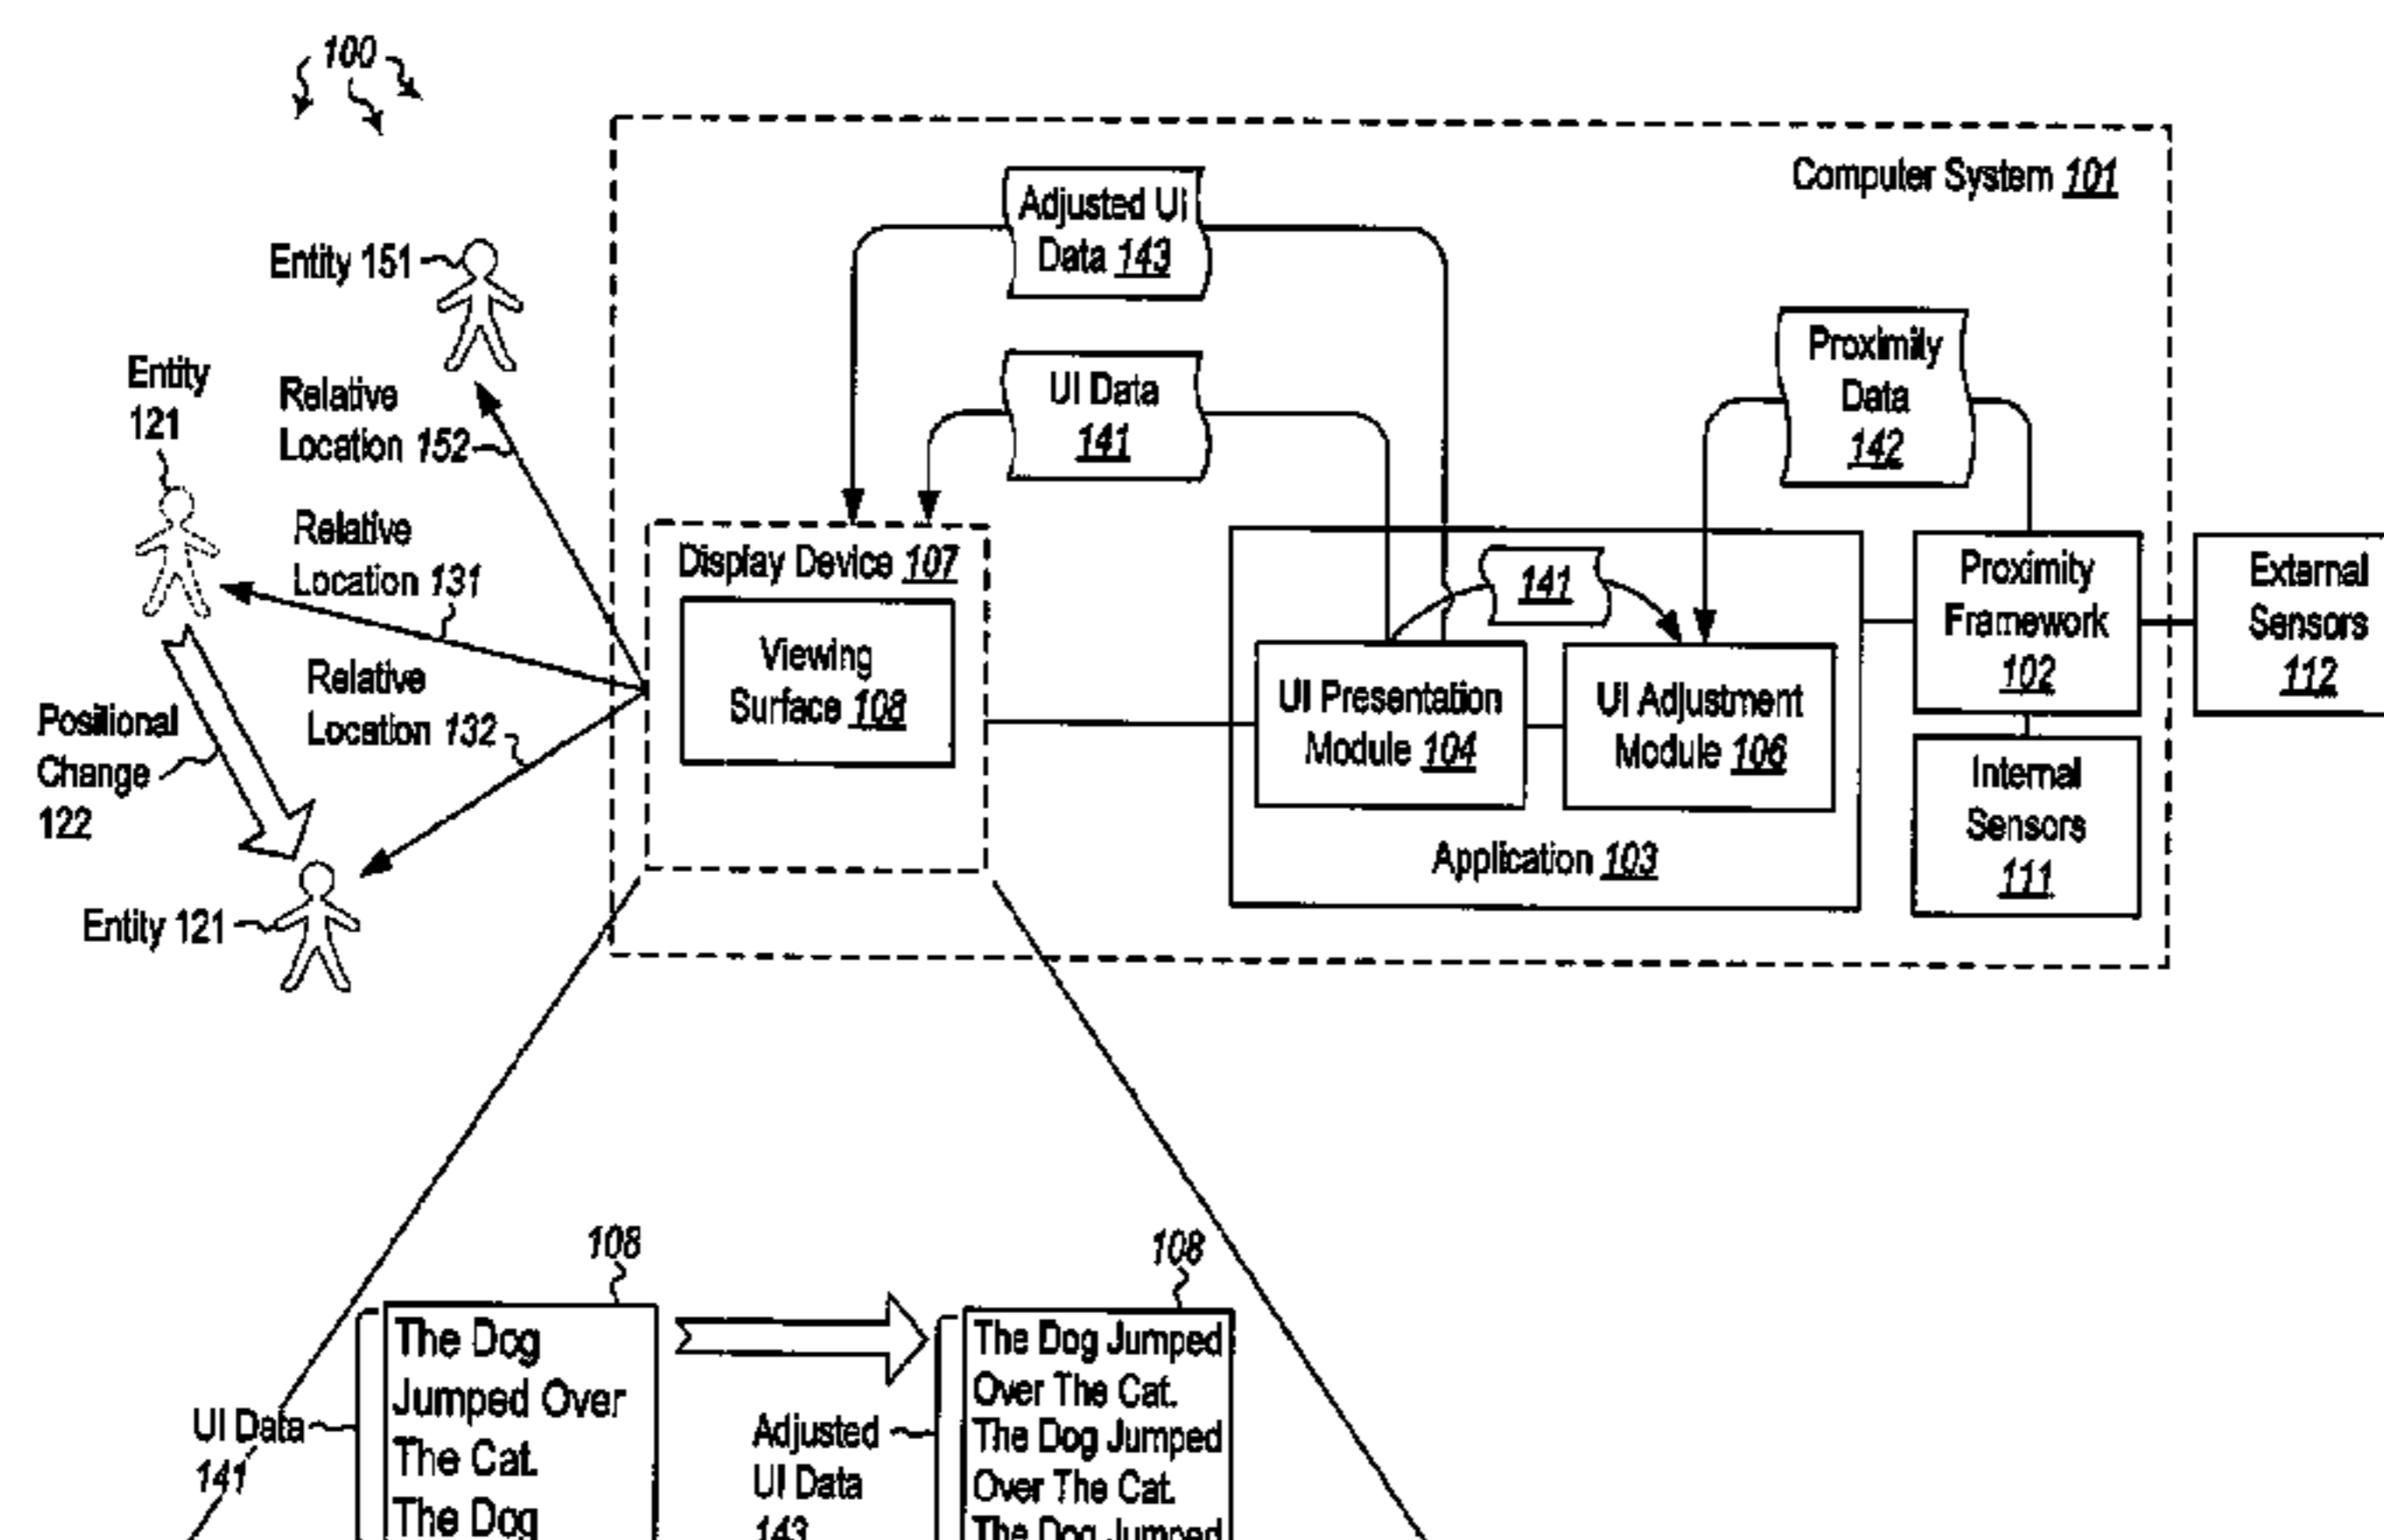 100
Computer System 101
Adjusted Ui
Data 143
Entity 151
Proximity
Data
142
Entity
121
UI Data
141
Relative
Location 152
Relative
Location 131
Display Device 107
Viewing
Surface 108
141
Proximity
Framework
102
External
Sensors
112
Relative
Location 132
UI Presentation
Module 104
UI Adjustment
Module 106
Positional
Change
122
Internal
Sensors
111
Application 103
Entity 121
108
108
The Dog
Jumped Over
The Cat.
The Dog
UI Data
141
The Dog Jumped
Over The Cat.
The Dog Jumped
Over The Cat.
The Dog Jumped
Adjusted
UI Data
143